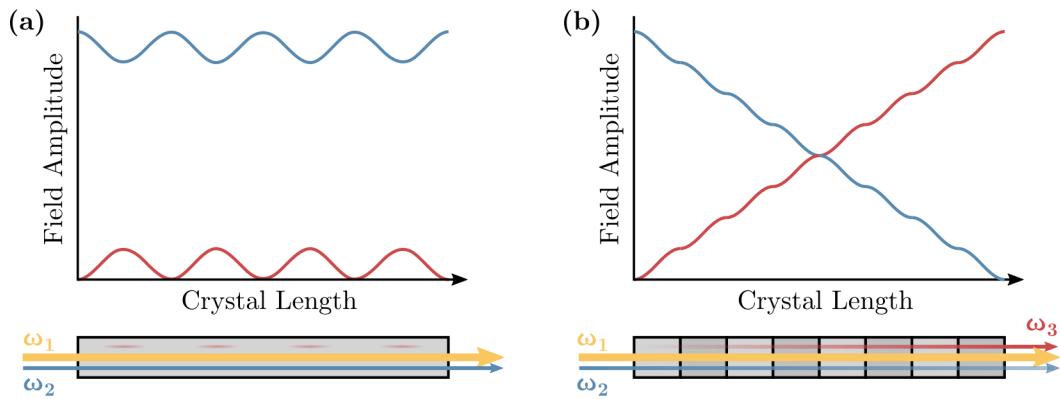 (a)
Field Amplitude
Crystal Length
ω1
ω2
(b)
Field Amplitude
Crystal Length
ω1
ω2
ω3